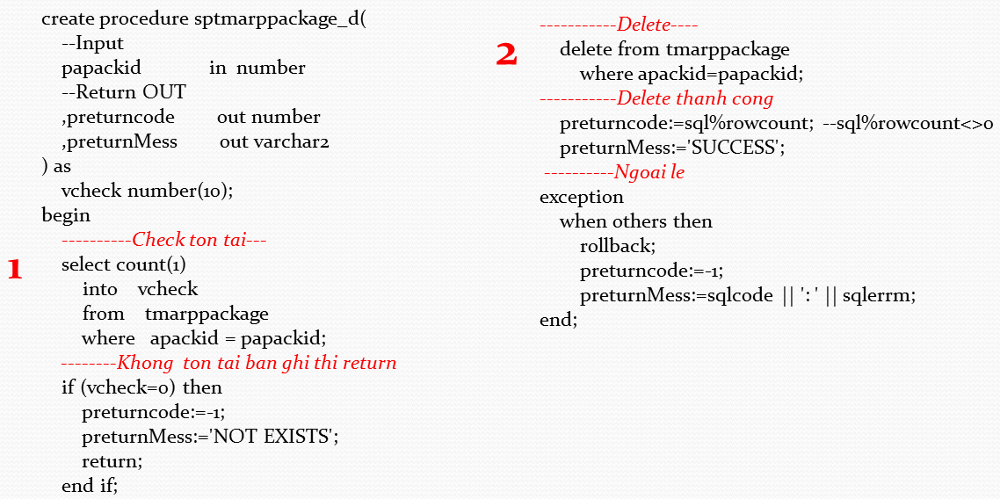 create procedure sptmarppackage_d(
--Input
papackid in number
--Return OUT
,preturncode out number
,preturnMess out varchar2
) as
vcheck number(10);
begin
----------Check ton tai---
1
select count(1)
into vcheck
from tmarppackage
where apackid = papackid;
--------Khong ton tai ban ghi thi return
if (vcheck=0) then
preturncode:=-1;
preturnMess:='NOT EXISTS';
return;
end if;
-----------Delete----
2
delete from tmarppackage
where apackid=papackid;
-----------Delete thanh cong
preturncode:=sql%rowcount; --sql%rowcount<>0
preturnMess:='SUCCESS';
----------Ngoai le
exception
when others then
rollback;
preturncode:=-1;
preturnMess:=sqlcode || ': ' || sqlerrm;
end;